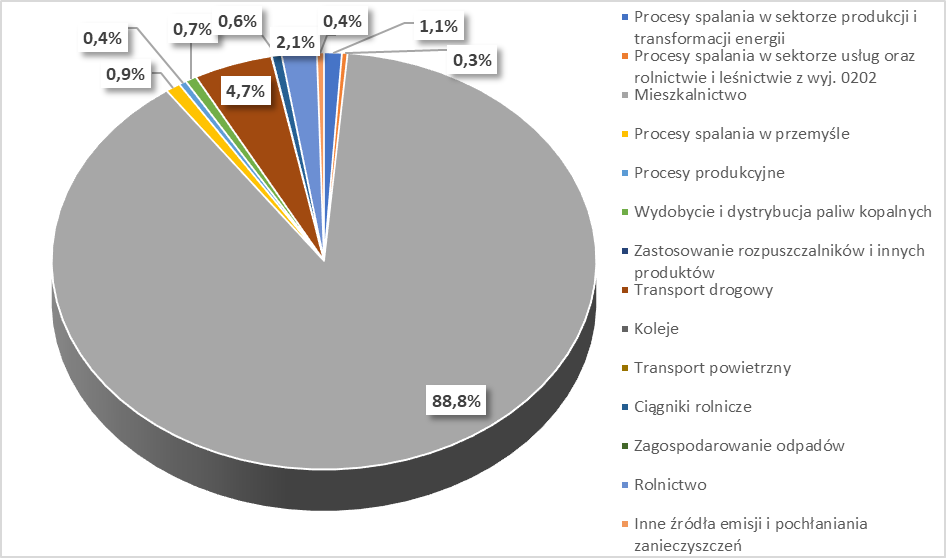 0,4%
0,9%
0,7%
0,6%
4,7%
2,1%
0,4%
1,1%
0,3%
88,8%
Procesy spalania w sektorze produkcji i
transformacji energii
Procesy spalania w sektorze usług oraz
rolnictwie i leśnictwie z wyj. 0202
Mieszkalnictwo
Procesy spalania w przemyśle
Procesy produkcyjne
Wydobycie i dystrybucja paliw kopalnych
Zastosowanie rozpuszczalników i innych
produktów
Transport drogowy
Koleje
Transport powietrzny
Ciągniki rolnicze
Zagospodarowanie odpadów
Rolnictwo
Inne źródła emisji i pochłaniania
zanieczyszczeń